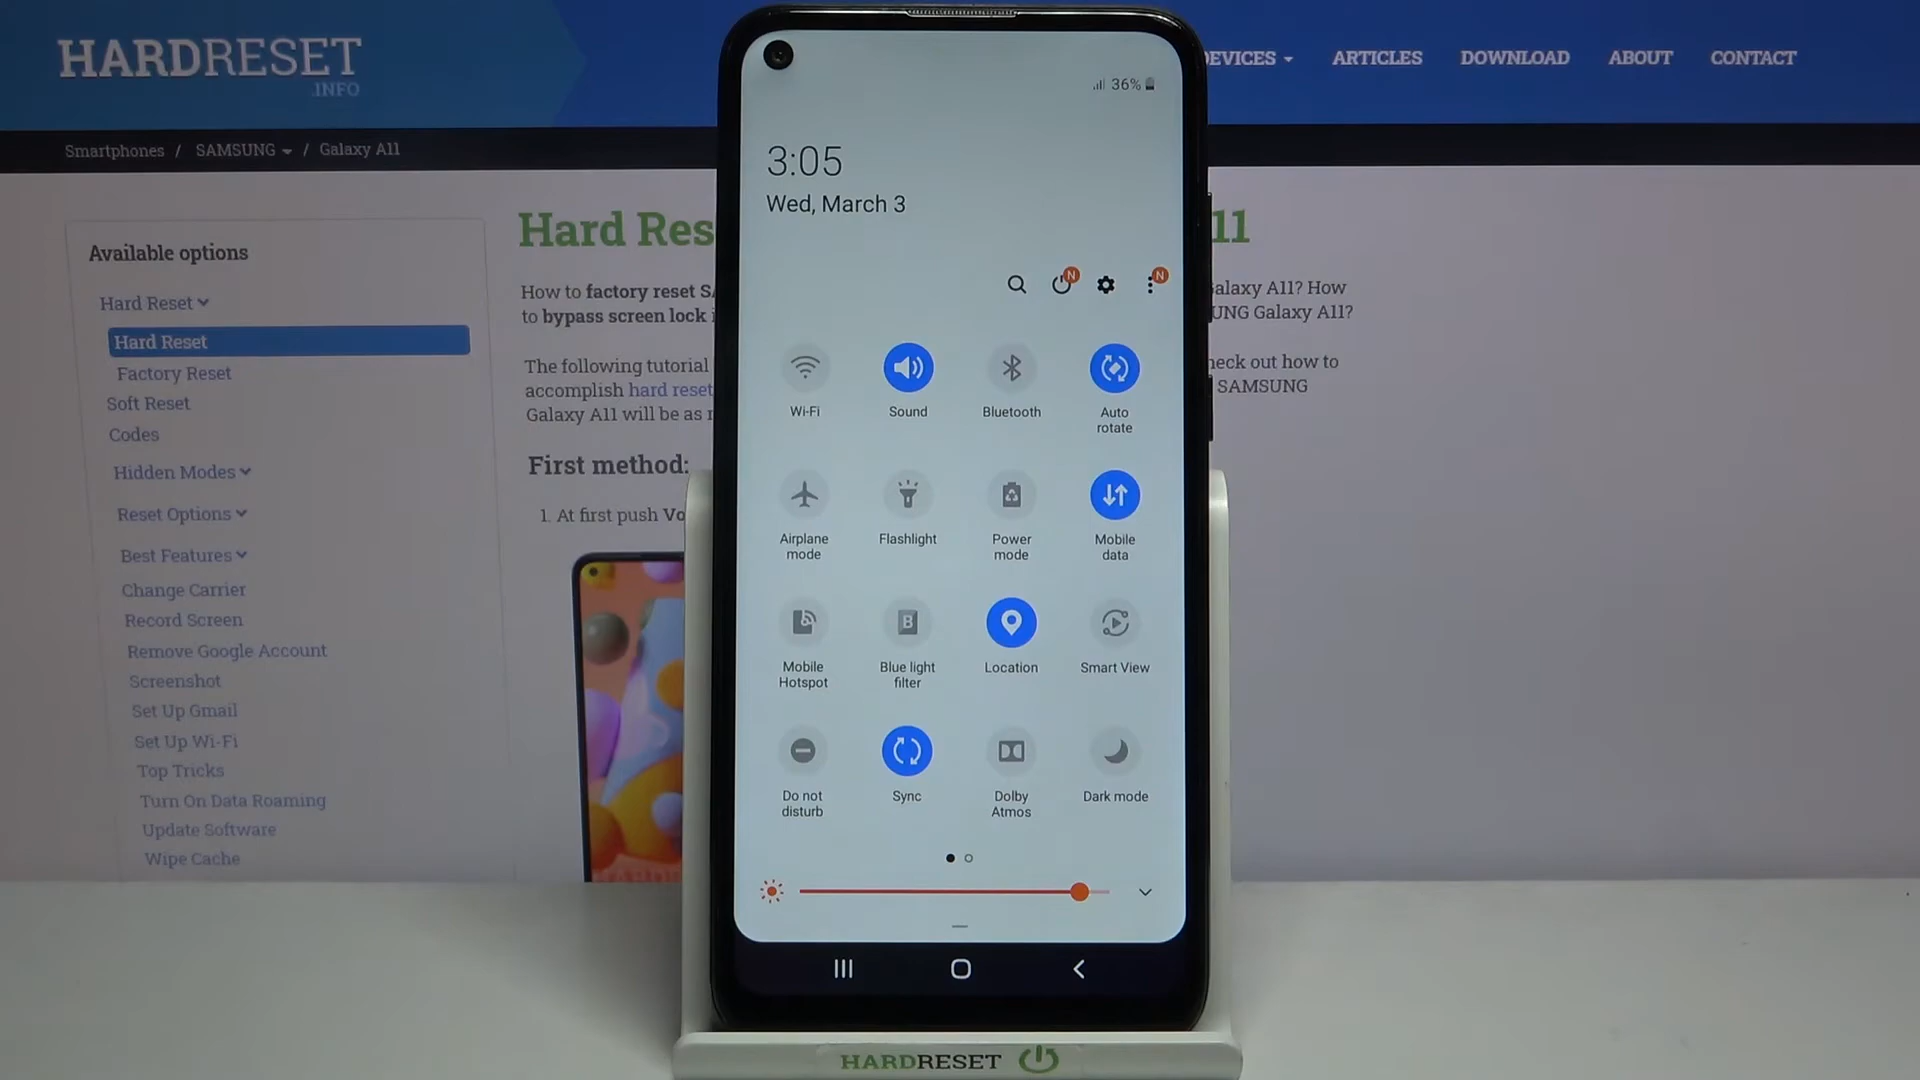 HARDRESET
.INFO
DEVICES
ARTICLES
DOWNLOAD
ABOUT
CONTACT
Smartphones / SAMSUNG / Galaxy A11
Available options
Hard Reset
Hard Reset
Factory Reset
Soft Reset
Codes
Hidden Modes
Reset Options
Best Features
Change Carrier
Record Screen
Remove Google Account
Screenshot
Set Up Gmail
Set Up Wi-Fi
Top Tricks
Turn On Data Roaming
Update Software
Wipe Cache
Hard Res
11
How to factory reset SA
Galaxy A11? How
to bypass screen lock i
UNG Galaxy A11?
The following tutorial
heck out how to
accomplish hard reset
SAMSUNG
Galaxy A11 will be as n
First method:
1. At first push Vo
36%
3:05
Wed, March 3
N
N
Wi-Fi
Sound
Bluetooth
Auto
rotate
Airplane
mode
Flashlight
Power
mode
Mobile
data
Mobile
Hotspot
B
Blue light
filter
Location
Smart View
Do not
disturb
Sync
Dolby
Atmos
Dark mode
HARDRESET